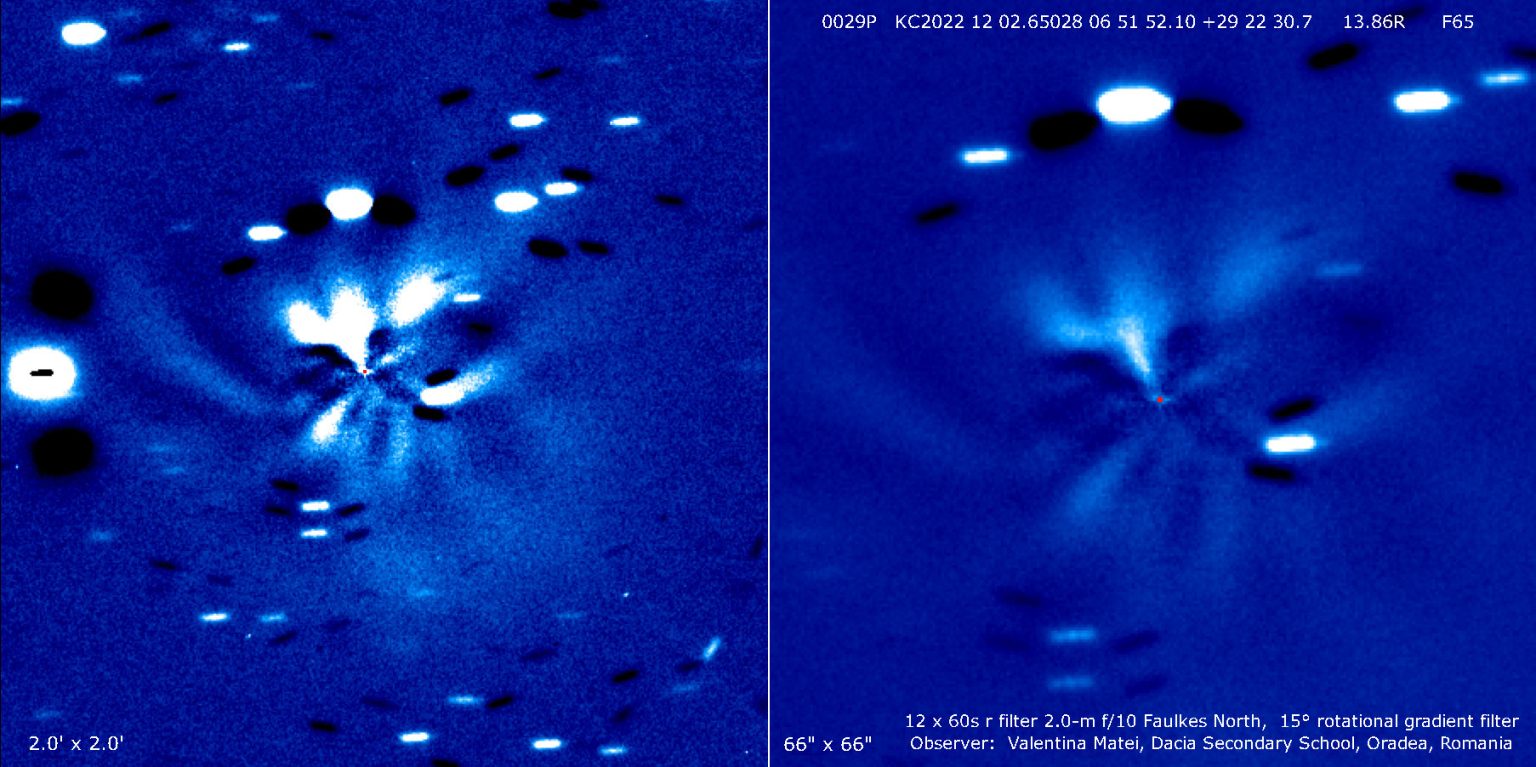 0029P KC2022 12 02.65028 06 51 52.10 +29 22 30.7 13.86R F65
2.0' x 2.0'
12 x 60s r filter 2.0-m f/10 Faulkes North, 15° rotational gradient filter
66" x 66"
Observer: Valentina Matei, Dacia Secondary School, Oradea, Romania